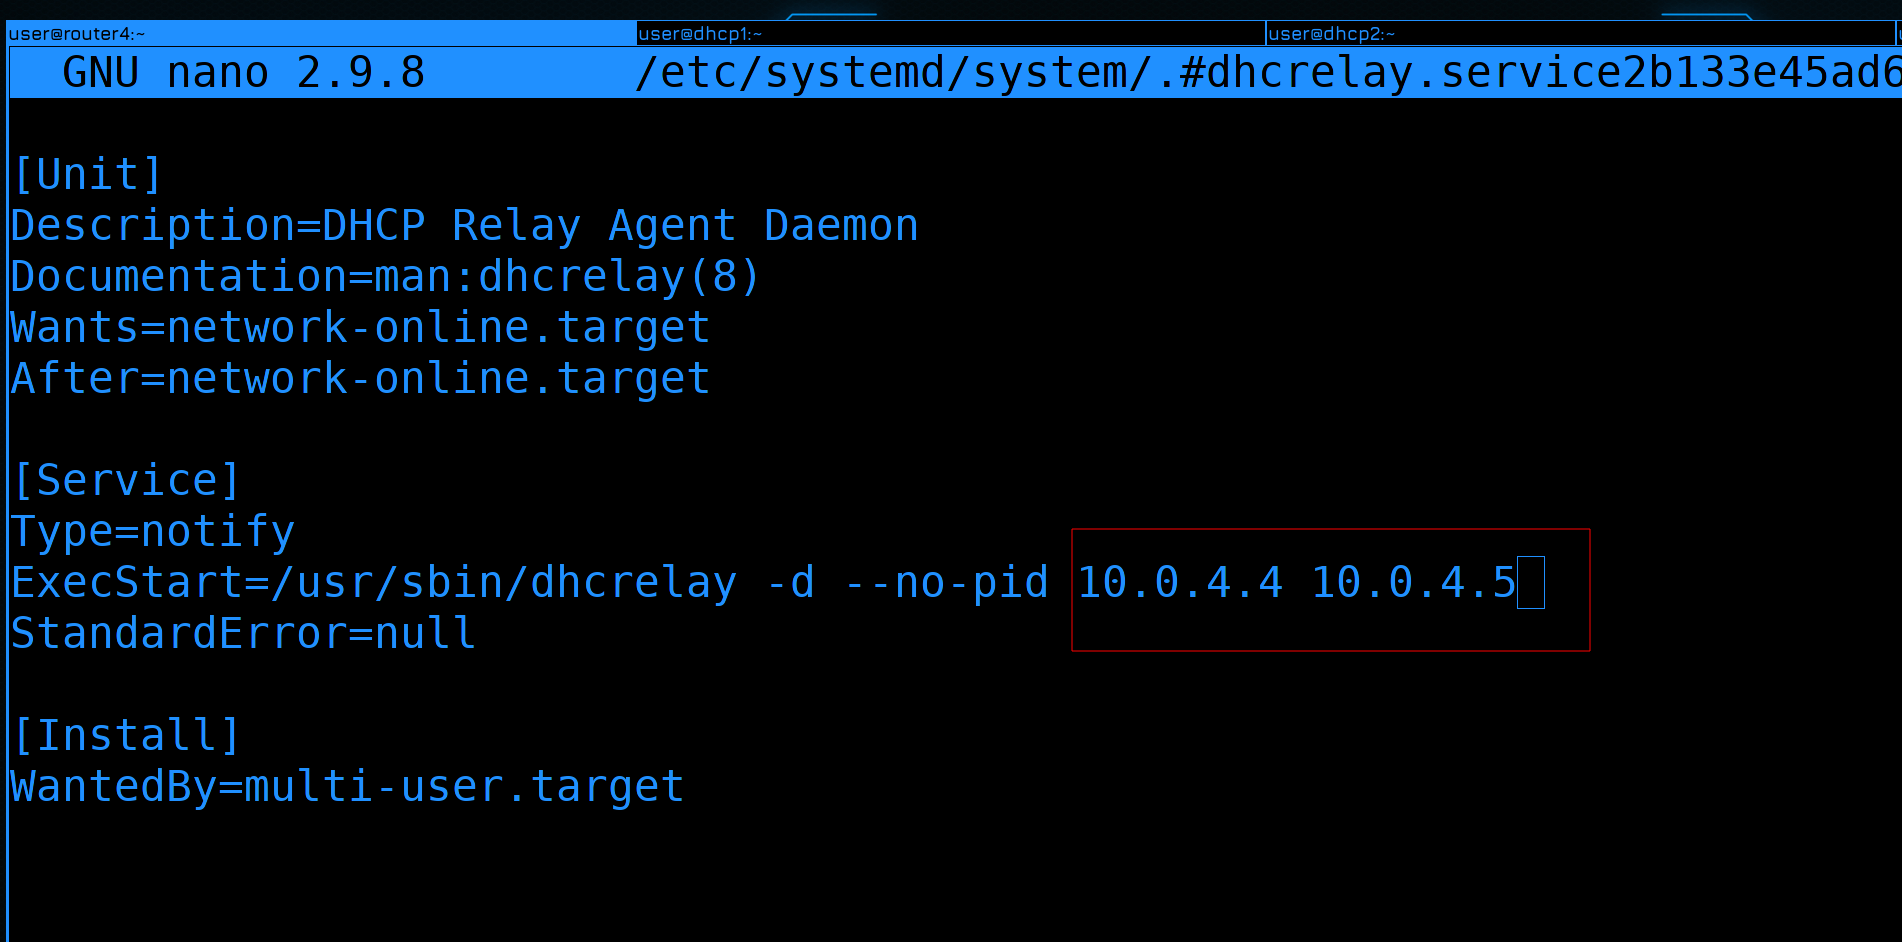 user@router4:~ user@dhcp1:~ user@dhcp2:~
GNU nano 2.9.8 /etc/systemd/system/.#dhcrelay.service2b133e45ad6
[Unit]
Description=DHCP Relay Agent Daemon
Documentation=man:dhcrelay(8)
Wants=network-online.target
After=network-online.target
[Service]
Type=notify
ExecStart=/usr/sbin/dhcrelay -d --no-pid 10.0.4.4 10.0.4.5
StandardError=null
[Install]
WantedBy=multi-user.target